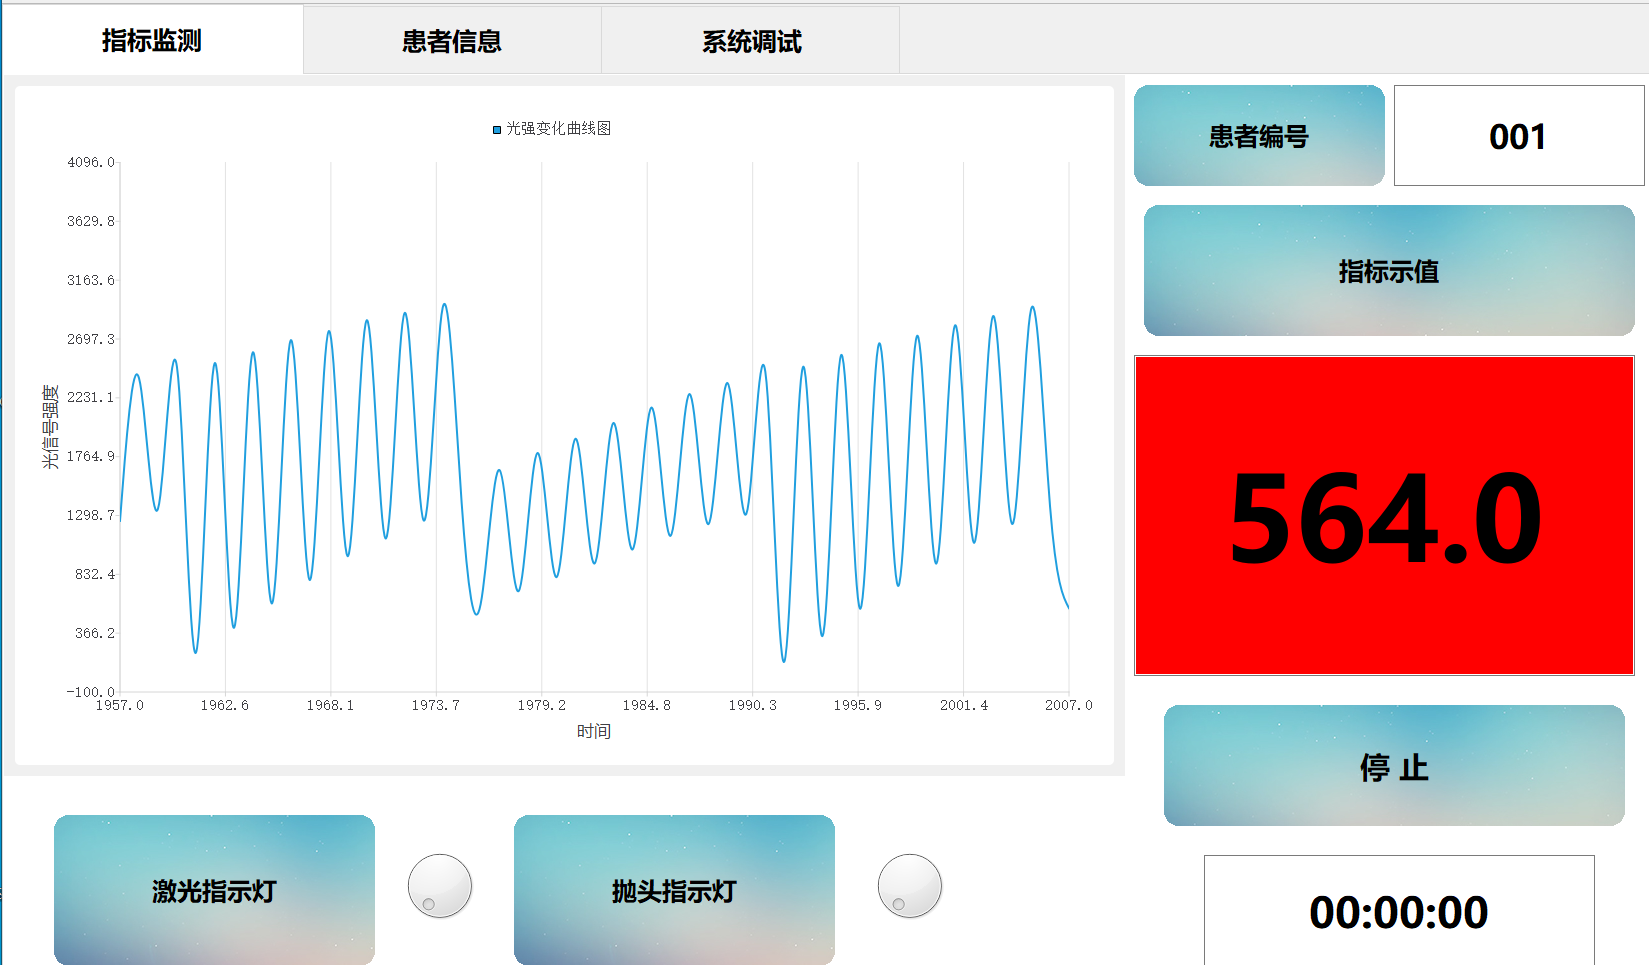 指标监测
患者信息
系统调试
光强变化曲线图
4096.0
3629.8
3163.6
2697.3
2231.1
1764.9
1298.7
832.4
366.2
-100.0
光信号强度
1957.0 1962.6 1968.1 1973.7 1979.2 1984.8 1990.3 1995.9 2001.4 2007.0
时间
患者编号
001
指标示值
564.0
停 止
激光指示灯
抛头指示灯
00:00:00